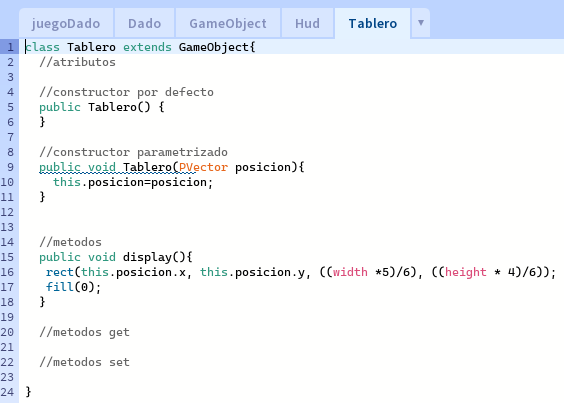 juegoDado Dado GameObject Hud Tablero ▼
1 class Tablero extends GameObject{
2 //atributos
3
4 //constructor por defecto
5 public Tablero() {
6 }
7
8 //constructor parametrizado
9 public void Tablero(PVector posicion){
10 this.posicion=posicion;
11 }
12
13
14 //metodos
15 public void display(){
16 rect(this.posicion.x, this.posicion.y, ((width *5)/6), ((height * 4)/6));
17 fill(0);
18 }
19
20 //metodos get
21
22 //metodos set
23
24 }